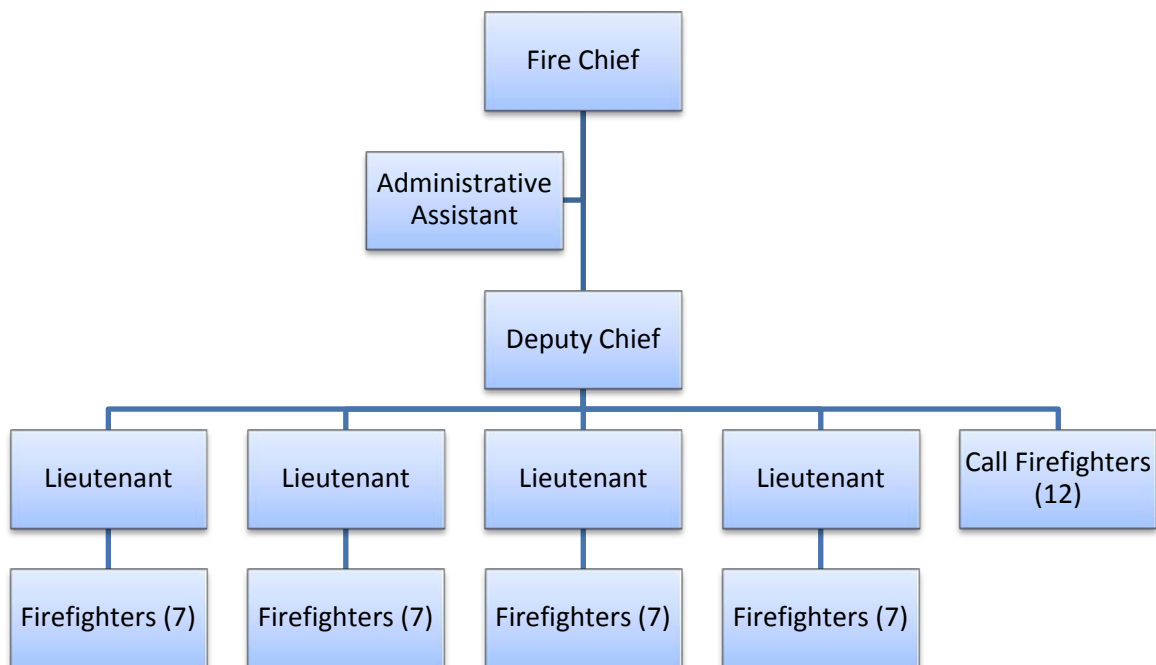 Fire Chief
Administrative
Assistant
Deputy Chief
Lieutenant
Lieutenant
Lieutenant
Lieutenant
Call Firefighters
(12)
Firefighters (7)
Firefighters (7)
Firefighters (7)
Firefighters (7)